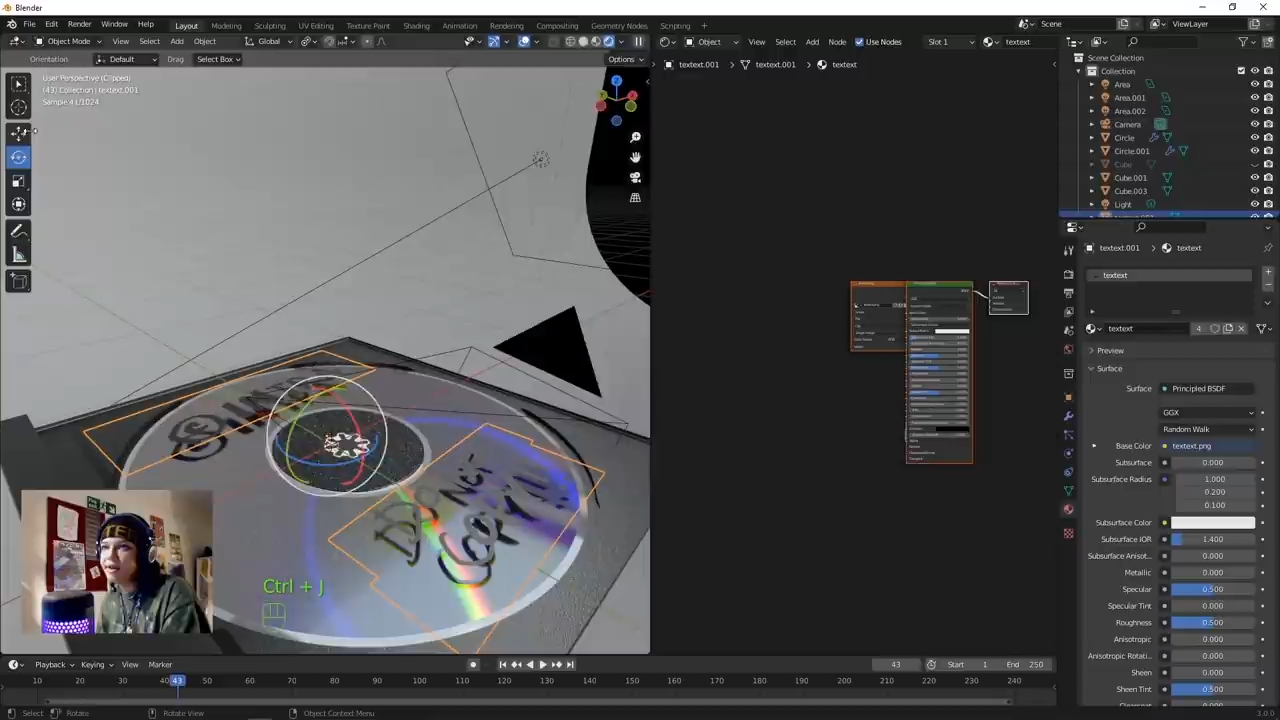 Blender
File Edit Render Window Help
Layout Modeling Sculpting UV Editing Texture Paint Shading Animation Rendering Compositing Geometry Nodes Scripting +
Scene ViewLayer
Object Mode View Select Add Object Global
Object View Select Add Node Use Nodes Slot 1 textext
Orientation Default Drag Select Box Options
textext.001 > textext.001 > textext
User Perspective (Clipped)
(43) Collection | textext.001
Scene Collection
Collection
Area
Area.001
Area.002
Camera
Circle
Circle.001
Cube
Cube.001
Cube.003
Light
textext.001 > textext
textext
textext 4
Preview
Surface
Surface Principled BSDF
GGX
Random Walk
Base Color textext.png
Subsurface 0.000
Subsurface Radius 1.000
0.200
0.100
Subsurface Color
Subsurface IOR 1.400
Subsurface Anisot... 0.000
Metallic 0.000
Specular 0.500
Specular Tint 0.000
Roughness 0.500
Anisotropic 0.000
Anisotropic Rotati... 0.000
Sheen 0.000
Sheen Tint 0.500
Do Not
Copy!
Ctrl + J
Playback Keying View Marker
43 Start 1 End 250
10 20 30 40 43 50 60 70 80 90 100 110 120 130 140 150 160 170 180 190 200 210 220 230 240
Select Rotate Rotate View Object Context Menu 3.0.0